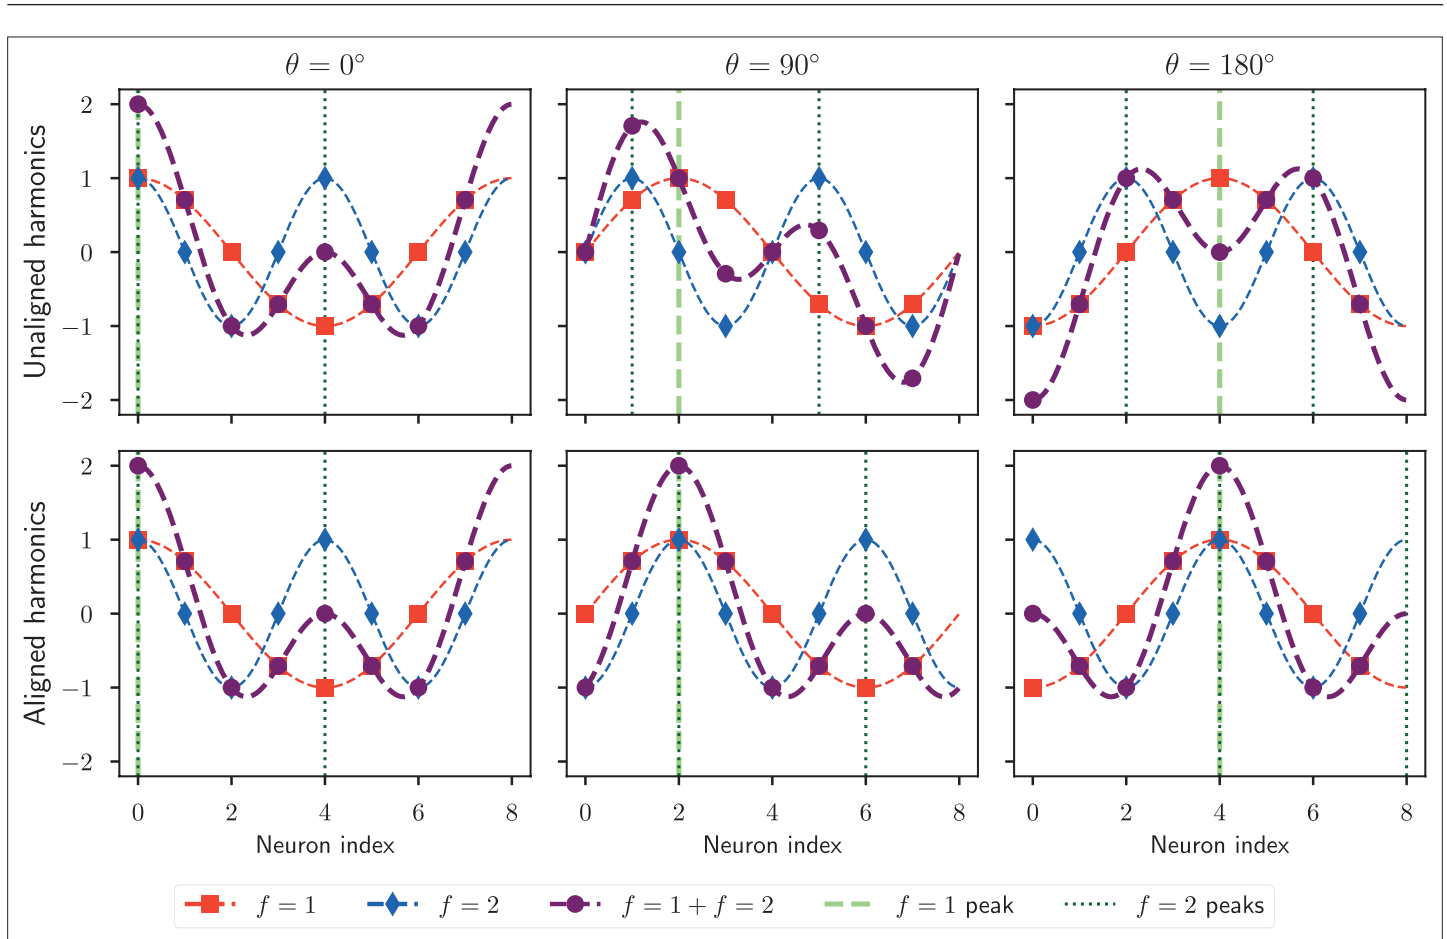 θ = 0° θ = 90° θ = 180°
Unaligned harmonics
2
1
0
−1
−2
Aligned harmonics
2
1
0
−1
−2
0 2 4 6 8 0 2 4 6 8 0 2 4 6 8
Neuron index Neuron index Neuron index
f = 1 f = 2 f = 1 + f = 2 f = 1 peak f = 2 peaks